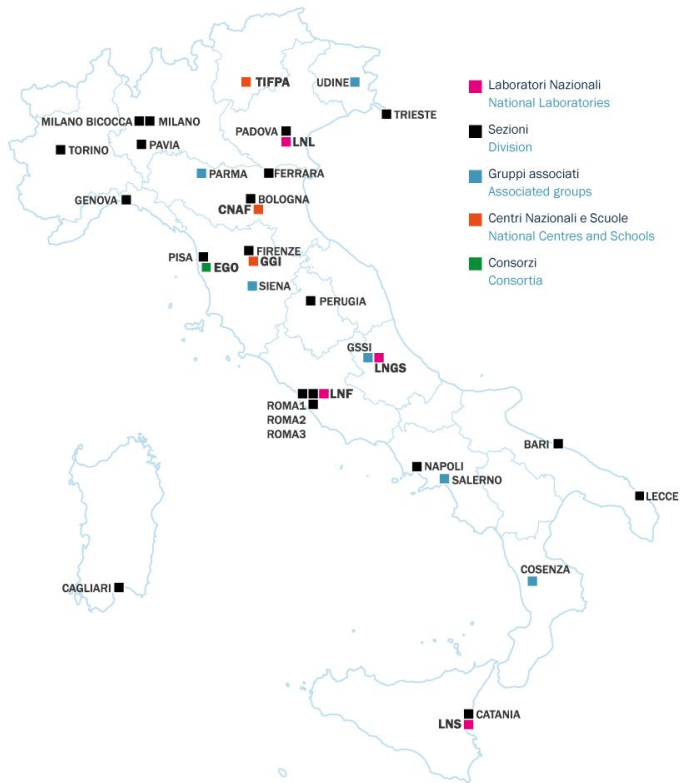 TIFPA
UDINE
TRIESTE
MILANO BICOCCA
MILANO
PADOVA
LNL
TORINO
PAVIA
PARMA
FERRARA
GENOVA
BOLOGNA
CNAF
FIRENZE
PISA
GGI
EGO
SIENA
PERUGIA
GSSI
LNGS
LNF
ROMA1
ROMA2
ROMA3
BARI
NAPOLI
SALERNO
LECCE
COSENZA
CAGLIARI
CATANIA
LNS
Laboratori Nazionali
National Laboratories
Sezioni
Division
Gruppi associati
Associated groups
Centri Nazionali e Scuole
National Centres and Schools
Consorzi
Consortia